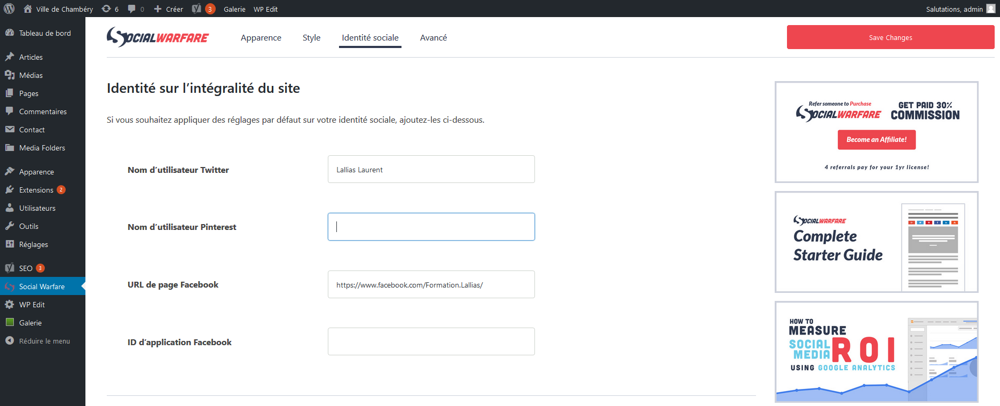 Ville de Chambéry 6 0 Créer 3 Galerie WP Edit Salutations, admin
Tableau de bord
Articles
Médias
Pages
Commentaires
Contact
Media Folders
Apparence
Extensions 2
Utilisateurs
Outils
Réglages
SEO 3
Social Warfare
WP Edit
Galerie
Réduire le menu
SOCIALWARFARE Apparence Style Identité sociale Avancé Save Changes
Identité sur l’intégralité du site
Si vous souhaitez appliquer des réglages par défaut sur votre identité sociale, ajoutez-les ci-dessous.
Nom d’utilisateur Twitter Lallias Laurent
Nom d’utilisateur Pinterest
URL de page Facebook https://www.facebook.com/Formation.Lallias/
ID d’application Facebook
Refer someone to Purchase
SOCIALWARFARE
GET PAID 30%
COMMISSION
Become an Affiliate!
4 referrals pay for your 1yr license!
SOCIALWARFARE
Complete
Starter Guide
HOW TO
MEASURE
SOCIAL
MEDIA
ROI
USING GOOGLE ANALYTICS